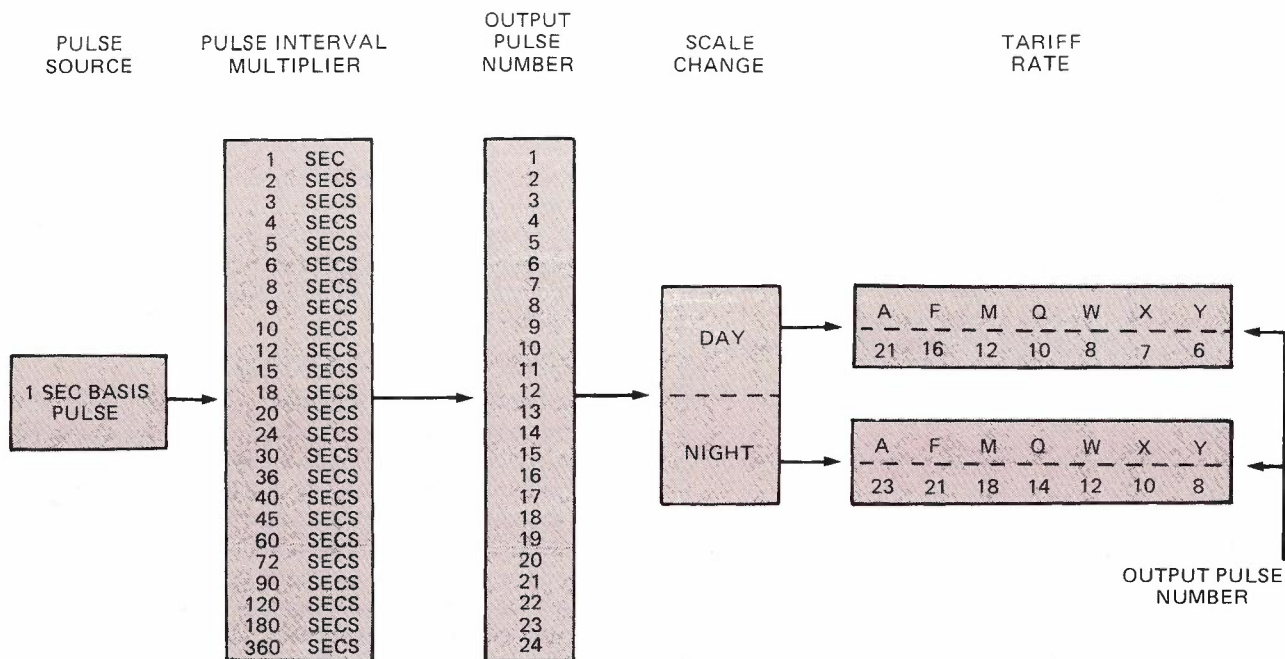 PULSE SOURCE
PULSE INTERVAL MULTIPLIER
OUTPUT PULSE NUMBER
SCALE CHANGE
TARIFF RATE
1 SEC BASIS PULSE
1 SEC
2 SECS
3 SECS
4 SECS
5 SECS
6 SECS
8 SECS
9 SECS
10 SECS
12 SECS
15 SECS
18 SECS
20 SECS
24 SECS
30 SECS
36 SECS
40 SECS
45 SECS
60 SECS
72 SECS
90 SECS
120 SECS
180 SECS
360 SECS
1
2
3
4
5
6
7
8
9
10
11
12
13
14
15
16
17
18
19
20
21
22
23
24
DAY
NIGHT
A F M Q W X Y
21 16 12 10 8 7 6
A F M Q W X Y
23 21 18 14 12 10 8
OUTPUT PULSE NUMBER